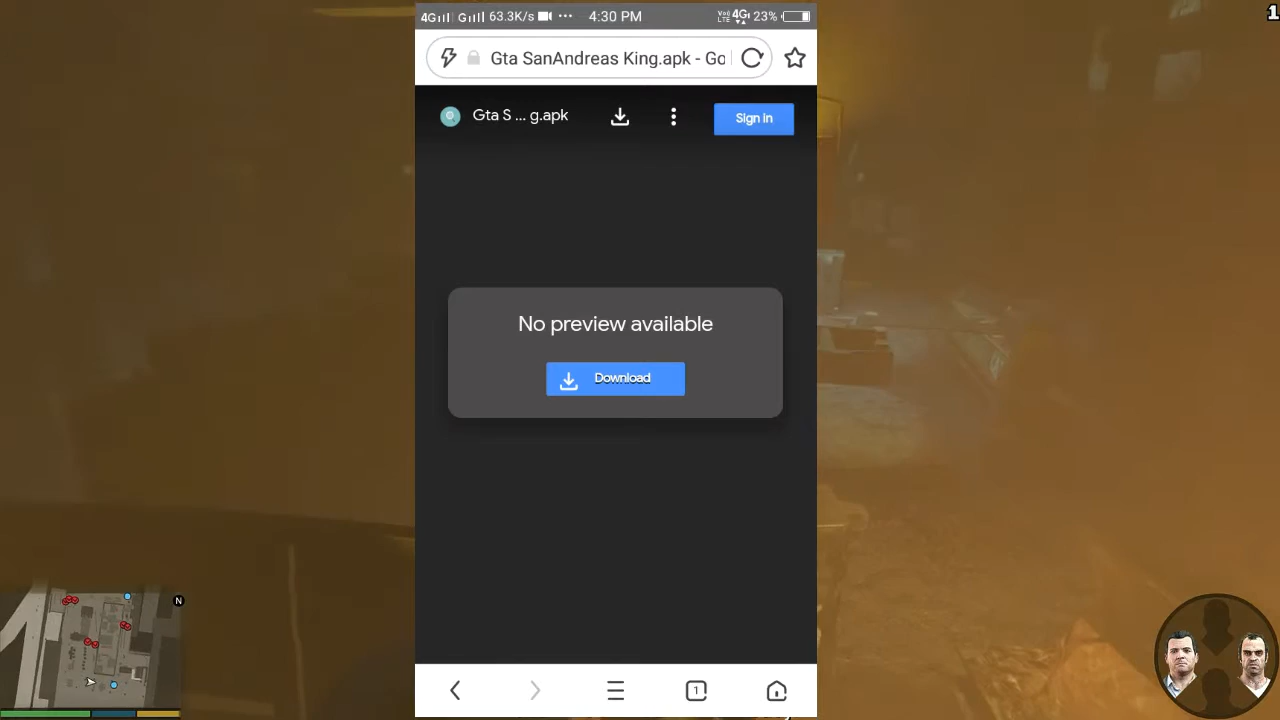 4G G 63.3K/s ••• 4:30 PM VoLTE 4G 23%
1
Gta SanAndreas King.apk - Go
Gta S ... g.apk
Sign in
No preview available
Download
N
1